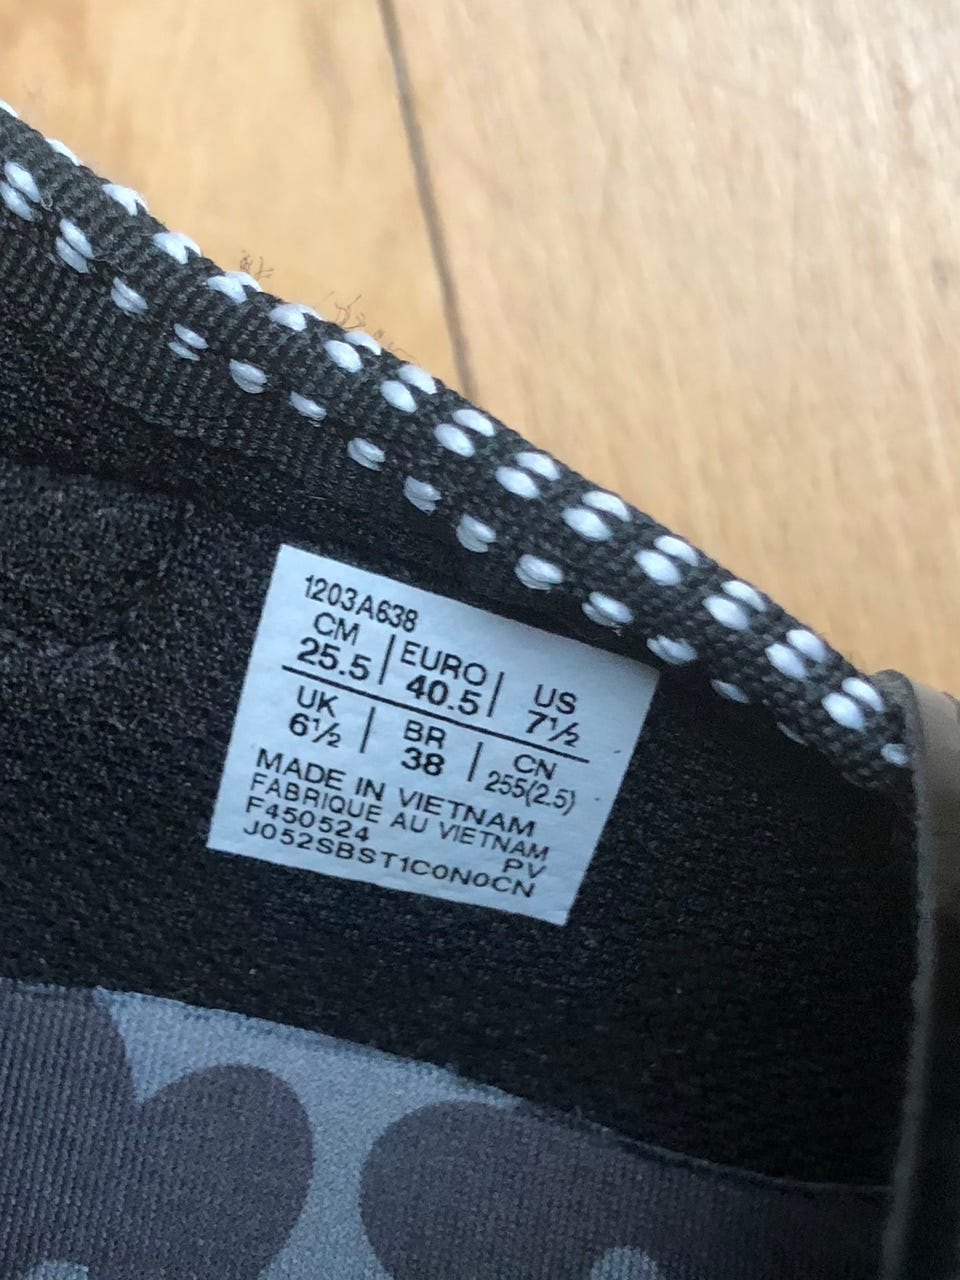 1203A638
CM | EURO | US
25.5 | 40.5 | 7½
UK | BR | CN
6½ | 38 | 255(2.5)
MADE IN VIETNAM
FABRIQUE AU VIETNAM
F450524 PV
J052SBST1C0N0CN